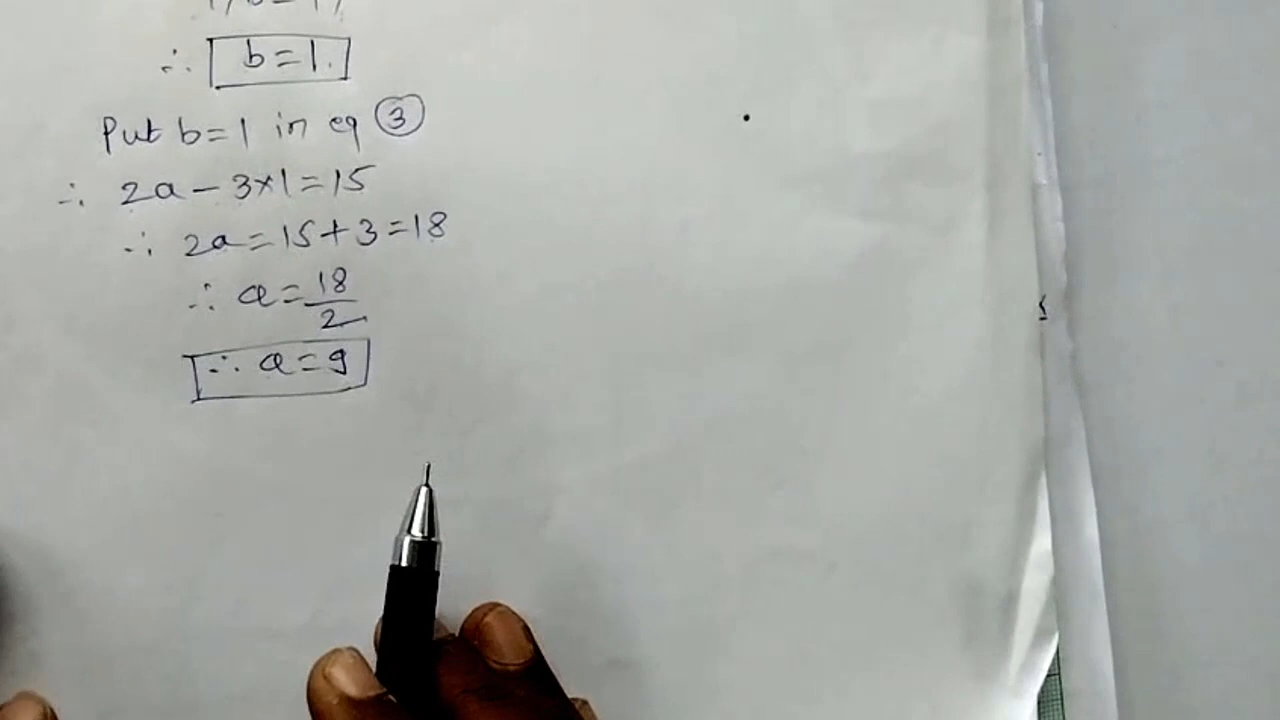 ∴ b=1.
Put b=1 in eq ③
∴ 2a - 3×1=15
∴ 2a=15+3=18
∴ a=18/2
∴ a=9